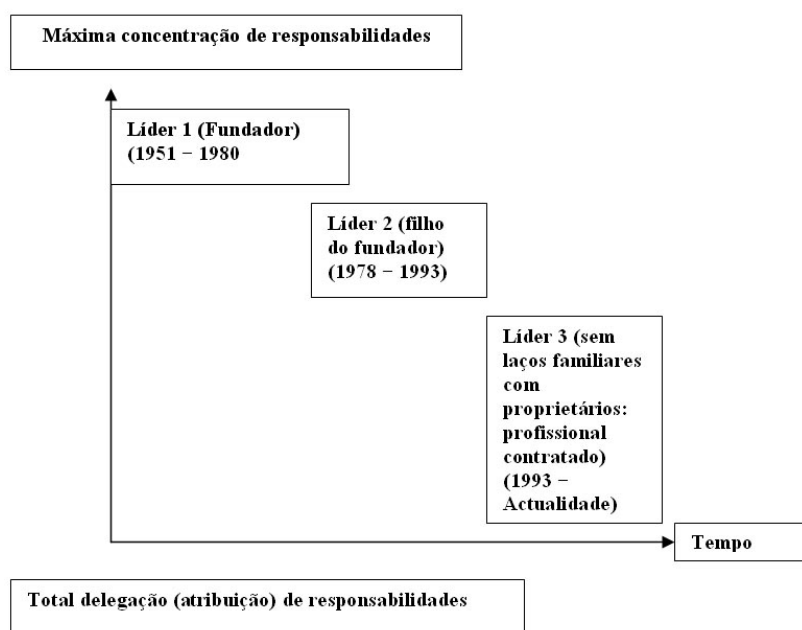 Máxima concentração de responsabilidades
Líder 1 (Fundador)
(1951 − 1980
Líder 2 (filho
do fundador)
(1978 − 1993)
Líder 3 (sem
laços familiares
com
proprietários:
profissional
contratado)
(1993 −
Actualidade)
Tempo
Total delegação (atribuição) de responsabilidades